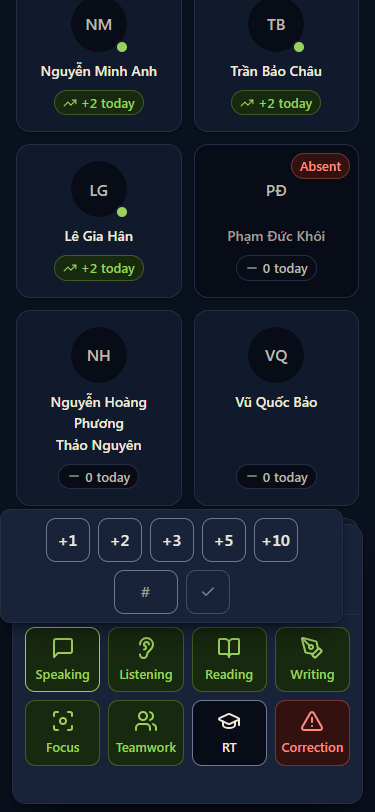 NM
TB
Nguyễn Minh Anh
Trần Bảo Châu
+2 today
+2 today
LG
Absent
PĐ
Lê Gia Hân
Phạm Đức Khôi
+2 today
0 today
NH
VQ
Nguyễn Hoàng
Phương
Thảo Nguyên
Vũ Quốc Bảo
0 today
0 today
+1
+2
+3
+5
+10
#
Speaking
Listening
Reading
Writing
Focus
Teamwork
RT
Correction